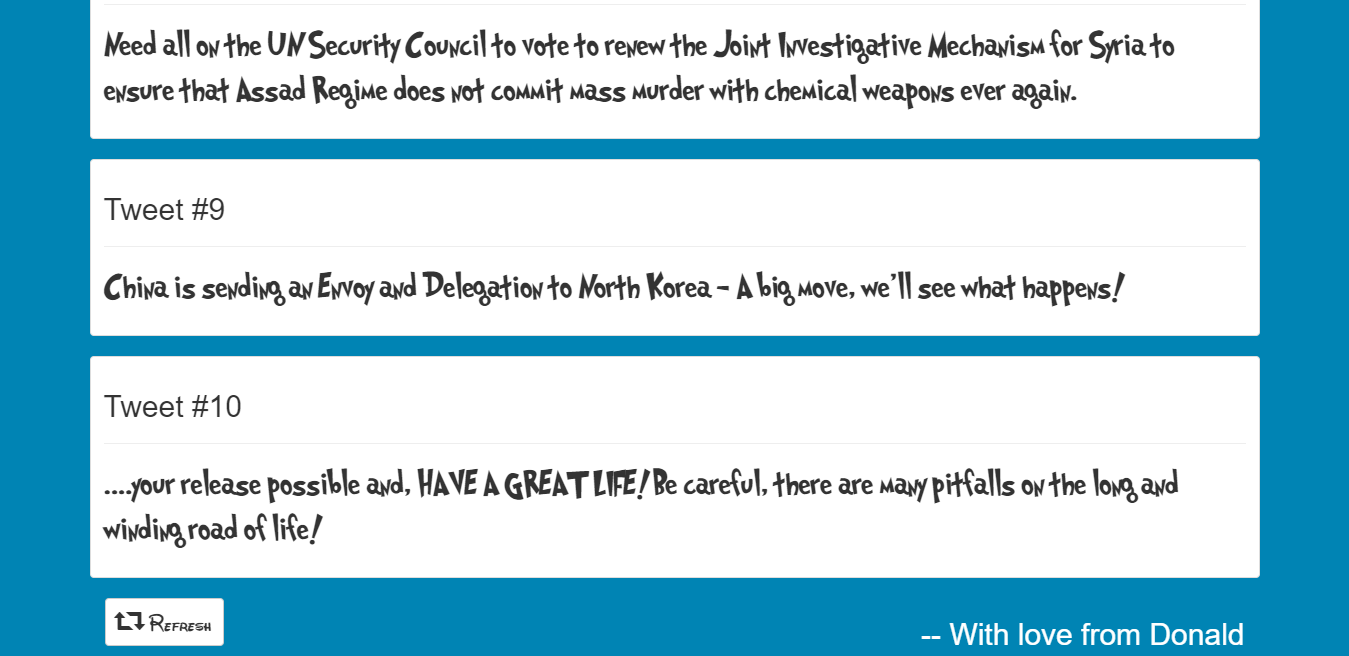 Need all on the UN Security Council to vote to renew the Joint Investigative Mechanism for Syria to
ensure that Assad Regime does not commit mass murder with chemical weapons ever again.
Tweet #9
China is sending an Envoy and Delegation to North Korea - A big move, we'll see what happens!
Tweet #10
....your release possible and, HAVE A GREAT LIFE! Be careful, there are many pitfalls on the long and
winding road of life!
Refresh
-- With love from Donald